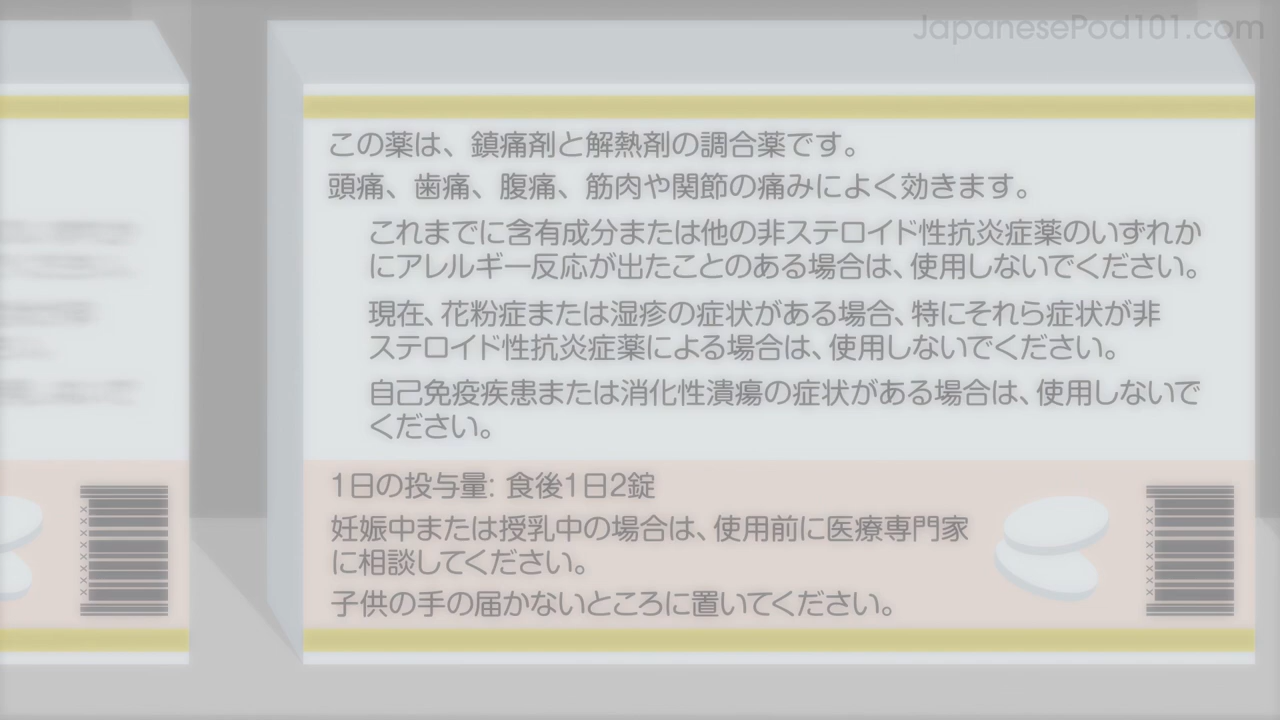 JapanesePod101.com
この薬は、鎮痛剤と解熱剤の調合薬です。
頭痛、歯痛、腹痛、筋肉や関節の痛みによく効きます。
これまでに含有成分または他の非ステロイド性抗炎症薬のいずれか
にアレルギー反応が出たことのある場合は、使用しないでください。
現在、花粉症または湿疹の症状がある場合、特にそれら症状が非
ステロイド性抗炎症薬による場合は、使用しないでください。
自己免疫疾患または消化性潰瘍の症状がある場合は、使用しないで
ください。
1日の投与量: 食後1日2錠
妊娠中または授乳中の場合は、使用前に医療専門家
に相談してください。
子供の手の届かないところに置いてください。